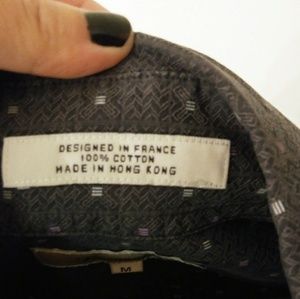 DESIGNED IN FRANCE
100% COTTON
MADE IN HONG KONG
M